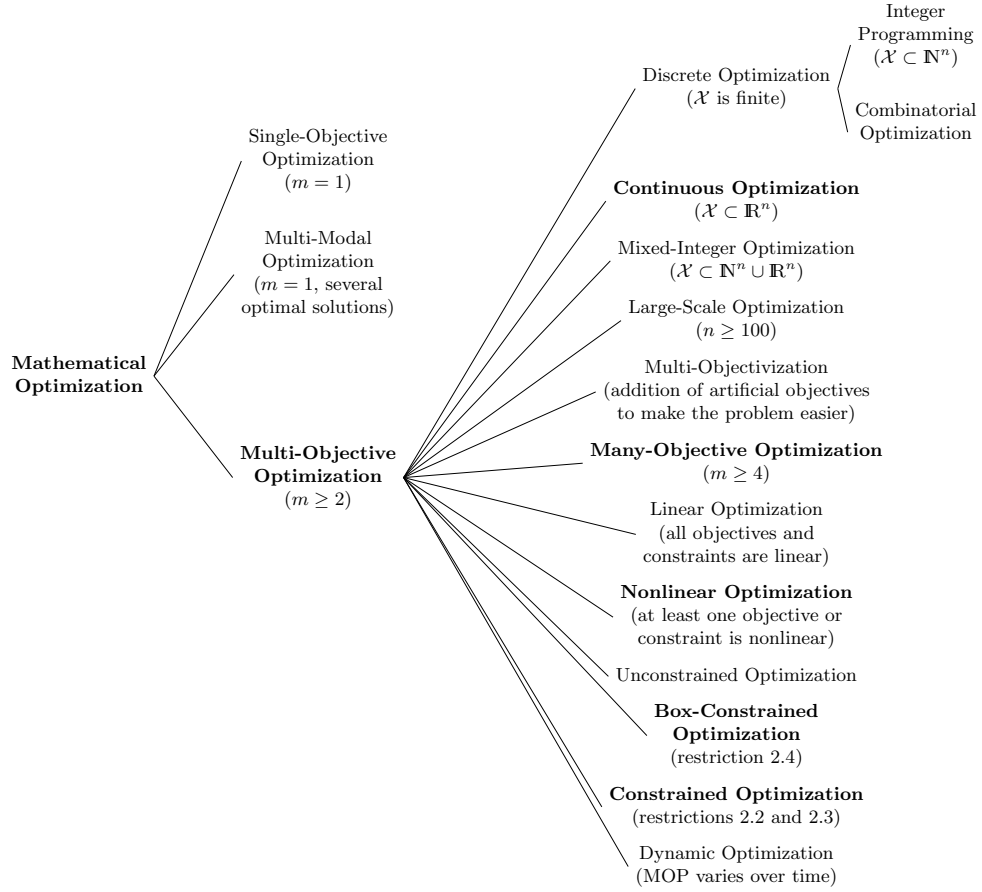 Mathematical
Optimization
Single-Objective
Optimization
(m = 1)
Multi-Modal
Optimization
(m = 1, several
optimal solutions)
Multi-Objective
Optimization
(m ≥ 2)
Discrete Optimization
(𝒳 is finite)
Integer
Programming
(𝒳 ⊂ ℕⁿ)
Combinatorial
Optimization
Continuous Optimization
(𝒳 ⊂ ℝⁿ)
Mixed-Integer Optimization
(𝒳 ⊂ ℕⁿ ∪ ℝⁿ)
Large-Scale Optimization
(n ≥ 100)
Multi-Objectivization
(addition of artificial objectives
to make the problem easier)
Many-Objective Optimization
(m ≥ 4)
Linear Optimization
(all objectives and
constraints are linear)
Nonlinear Optimization
(at least one objective or
constraint is nonlinear)
Unconstrained Optimization
Box-Constrained
Optimization
(restriction 2.4)
Constrained Optimization
(restrictions 2.2 and 2.3)
Dynamic Optimization
(MOP varies over time)